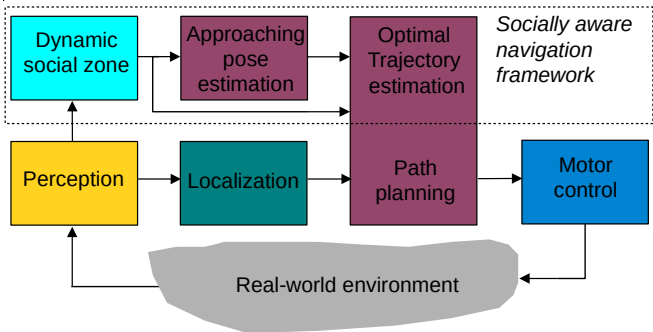 Dynamic
social zone
Approaching
pose
estimation
Optimal
Trajectory
estimation
Socially aware
navigation
framework
Perception
Localization
Path
planning
Motor
control
Real-world environment